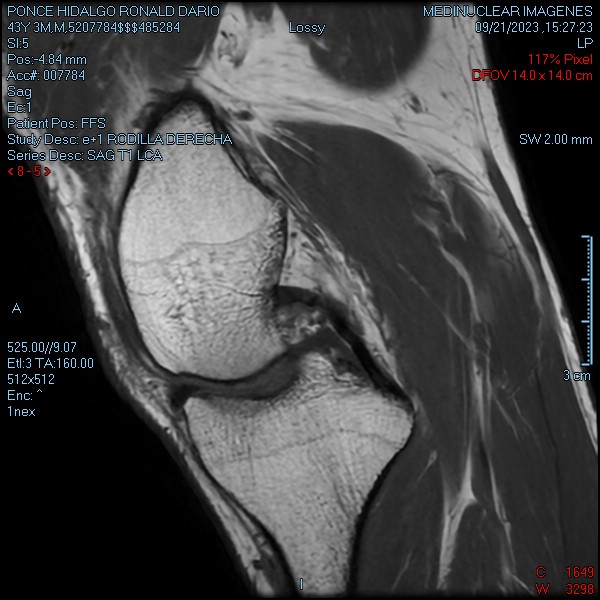 PONCE HIDALGO RONALD DARIO
43Y 3M,M,5207784$$$485284
Sl:5
Pos:-4.84 mm
Acc#: 007784
Sag
Ec:1
Patient Pos: FFS
Study Desc: e+1 RODILLA DERECHA
Series Desc: SAG T1 LCA
< 8 - 5 >
Lossy
MEDINUCLEAR IMAGENES
09/21/2023 ,15:27:23
LP
117% Pixel
DFOV 14.0 x 14.0 cm
SW 2.00 mm
A
525.00//9.07
Etl:3 TA:160.00
512x512
Enc: ^
1nex
3 cm
I
C 1649
W 3298